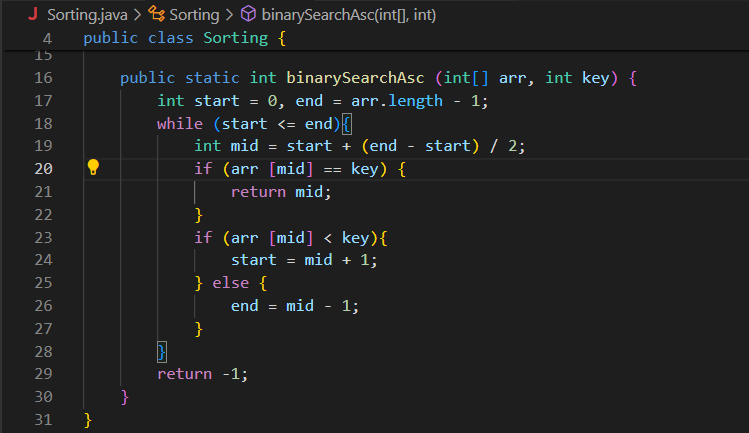 J Sorting.java > Sorting > binarySearchAsc(int[], int)
4 public class Sorting {
15
16 public static int binarySearchAsc (int[] arr, int key) {
17 int start = 0, end = arr.length - 1;
18 while (start <= end){
19 int mid = start + (end - start) / 2;
20 if (arr [mid] == key) {
21 return mid;
22 }
23 if (arr [mid] < key){
24 start = mid + 1;
25 } else {
26 end = mid - 1;
27 }
28 }
29 return -1;
30 }
31 }